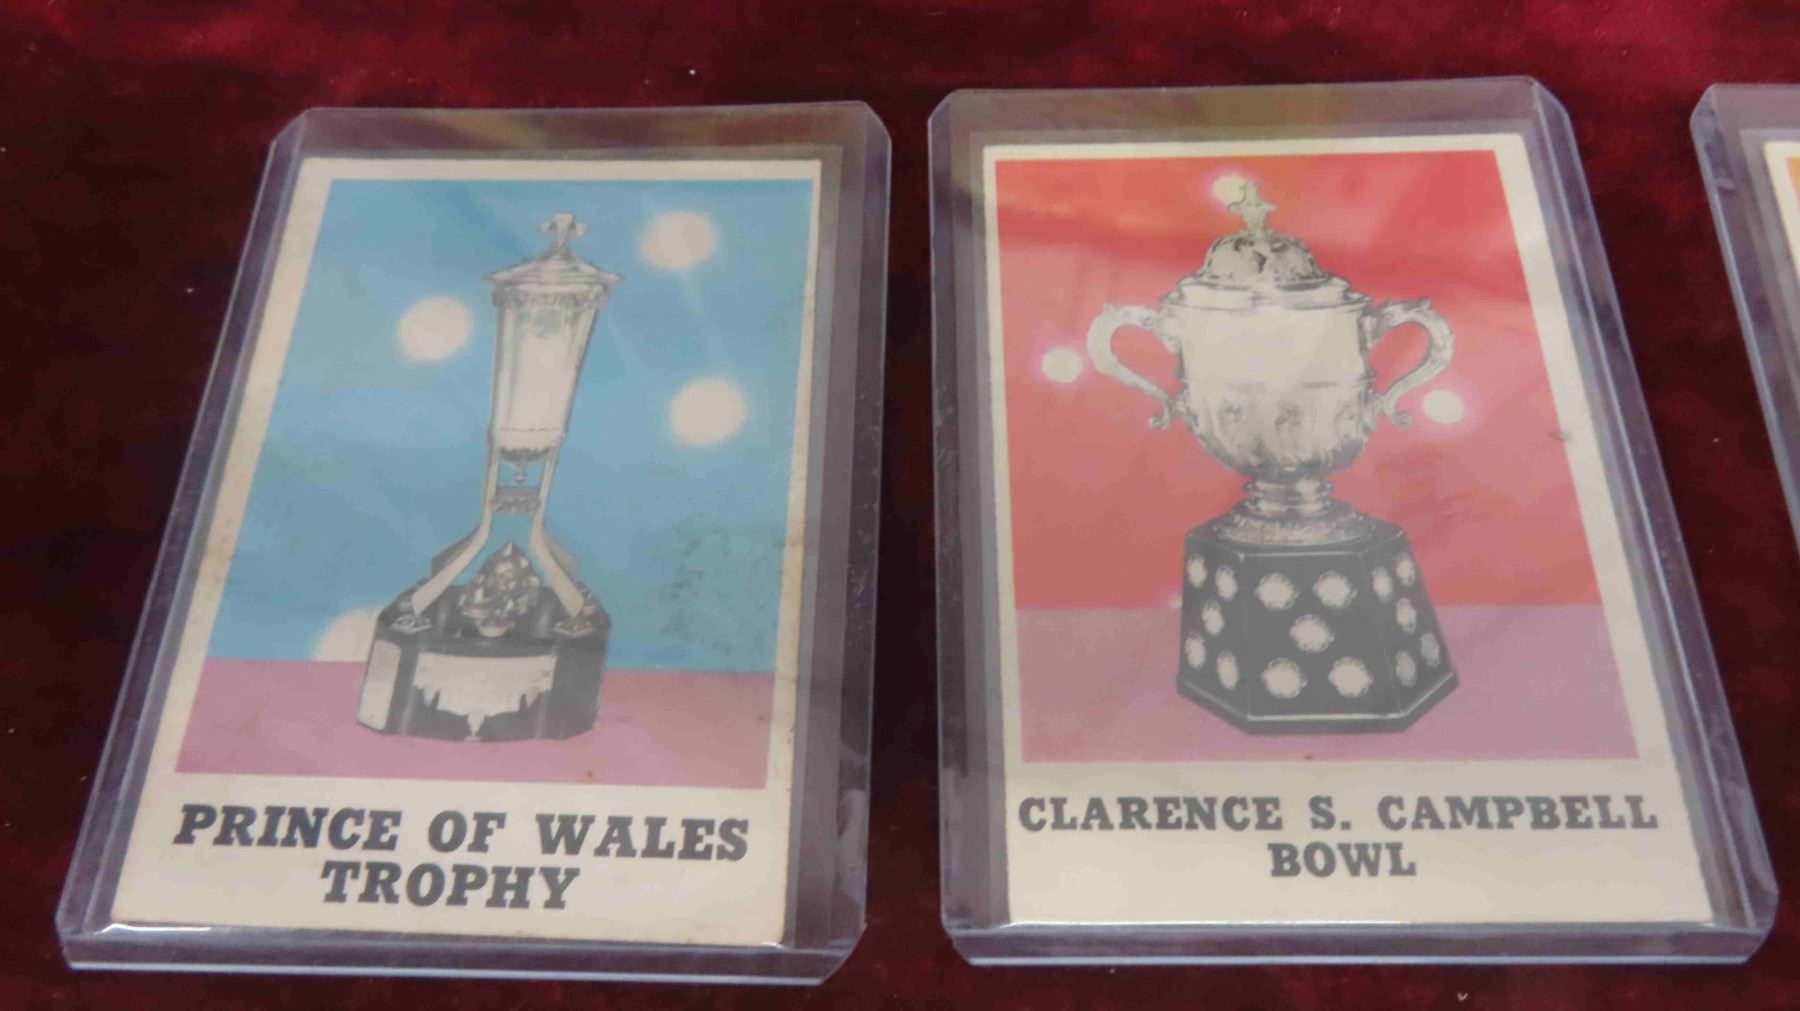 PRINCE OF WALES
TROPHY
CLARENCE S. CAMPBELL
BOWL